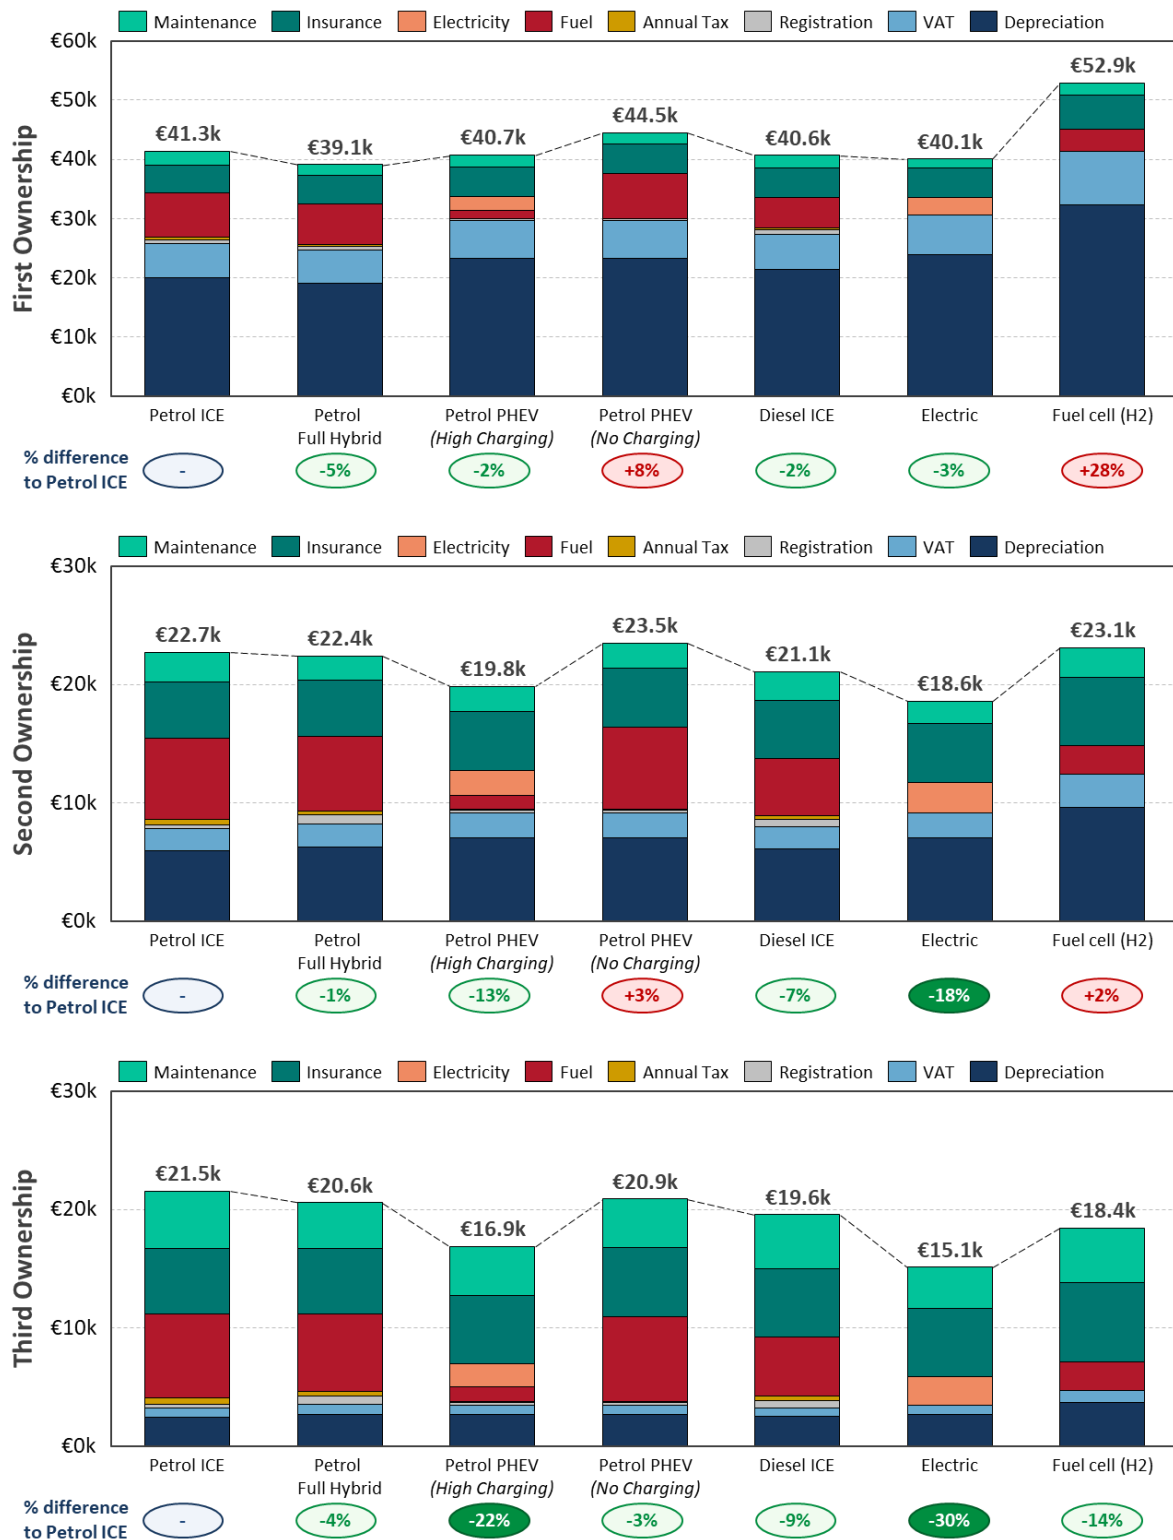 Maintenance Insurance Electricity Fuel Annual Tax Registration VAT Depreciation
First Ownership
€60k
€50k
€40k
€30k
€20k
€10k
€0k
€41.3k
€39.1k
€40.7k
€44.5k
€40.6k
€40.1k
€52.9k
Petrol ICE
Petrol
Full Hybrid
Petrol PHEV
(High Charging)
Petrol PHEV
(No Charging)
Diesel ICE
Electric
Fuel cell (H2)
% difference
to Petrol ICE
- -5% -2% +8% -2% -3% +28%
Maintenance Insurance Electricity Fuel Annual Tax Registration VAT Depreciation
Second Ownership
€30k
€20k
€10k
€0k
€22.7k
€22.4k
€19.8k
€23.5k
€21.1k
€18.6k
€23.1k
Petrol ICE
Petrol
Full Hybrid
Petrol PHEV
(High Charging)
Petrol PHEV
(No Charging)
Diesel ICE
Electric
Fuel cell (H2)
% difference
to Petrol ICE
- -1% -13% +3% -7% -18% +2%
Maintenance Insurance Electricity Fuel Annual Tax Registration VAT Depreciation
Third Ownership
€30k
€20k
€10k
€0k
€21.5k
€20.6k
€16.9k
€20.9k
€19.6k
€15.1k
€18.4k
Petrol ICE
Petrol
Full Hybrid
Petrol PHEV
(High Charging)
Petrol PHEV
(No Charging)
Diesel ICE
Electric
Fuel cell (H2)
% difference
to Petrol ICE
- -4% -22% -3% -9% -30% -14%